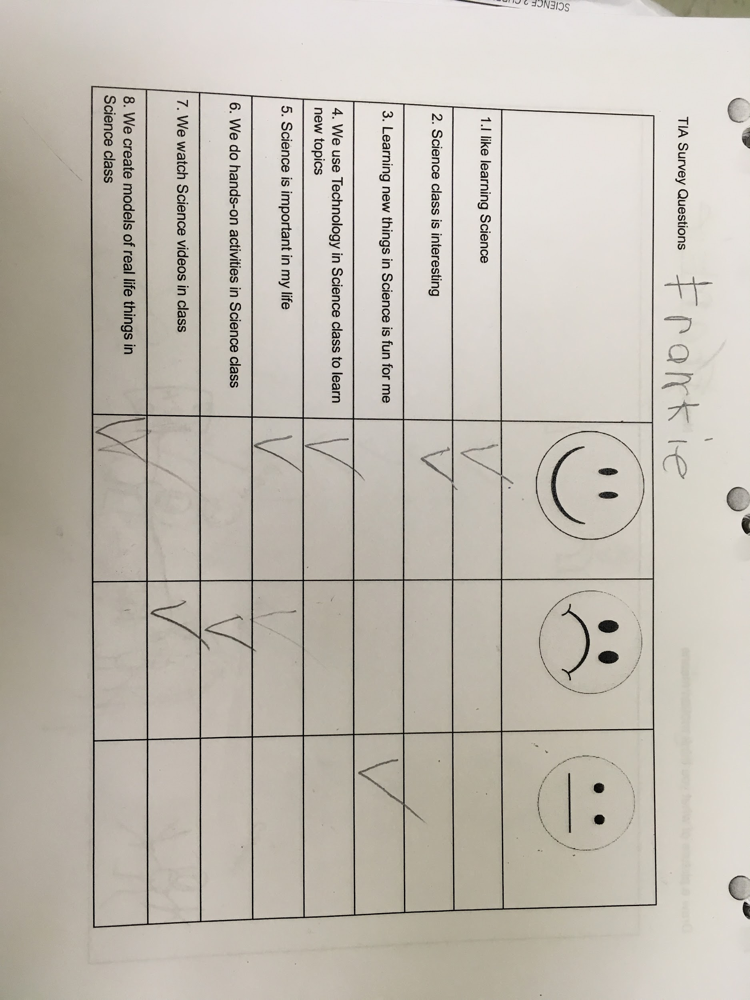 TIA Survey Questions Frankie
1.I like learning Science
2. Science class is interesting
3. Learning new things in Science is fun for me
4. We use Technology in Science class to learn
new topics
5. Science is important in my life
6. We do hands-on activities in Science class
7. We watch Science videos in class
8. We create models of real life things in
Science class
SCIENCE